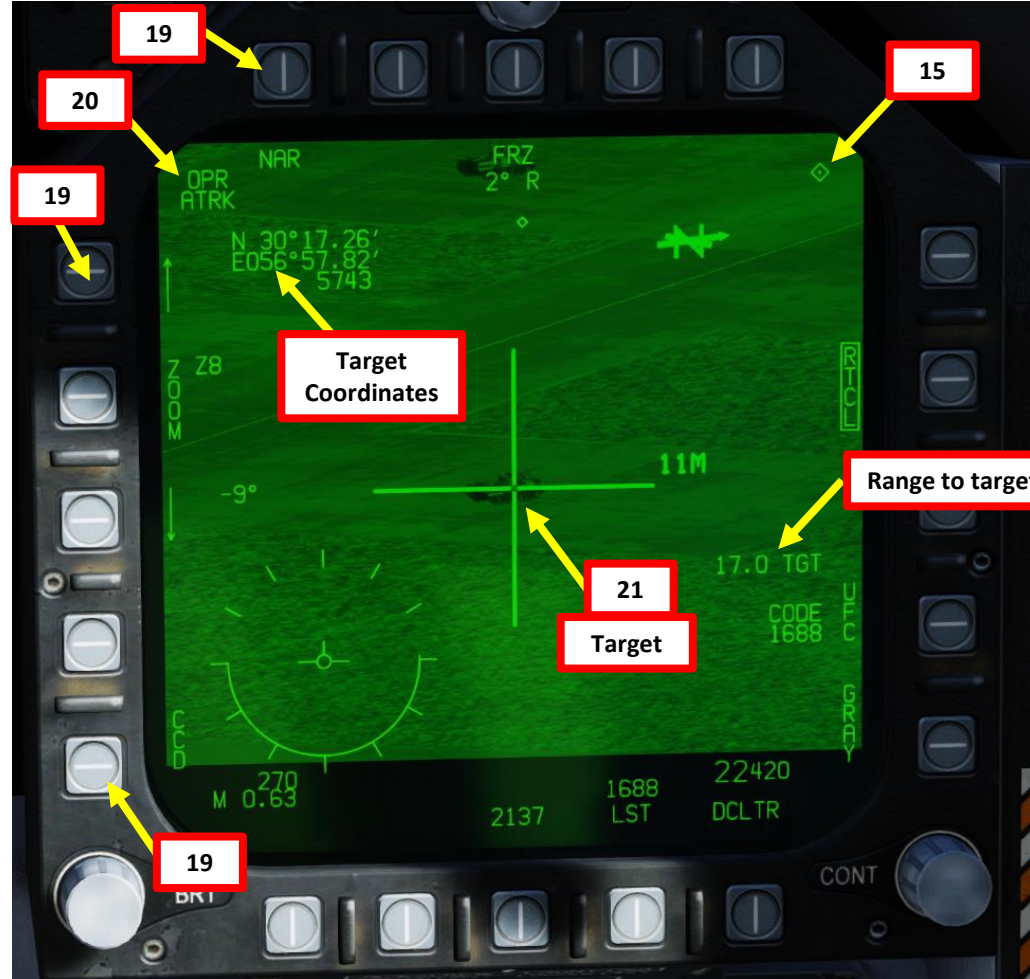 19
15
20
19
NAR
FRZ
2° R
OPR
ATRK
N 30°17.26'
E056°57.82'
5743
Target
Coordinates
ZOOM
Z8
RTCL
11M
-9°
Range to target
17.0 TGT
21
Target
CODE
1688
UFC
GRAY
CCD
270
M 0.63
2137
1688
LST
22420
DCLTR
19
BRT
CONT